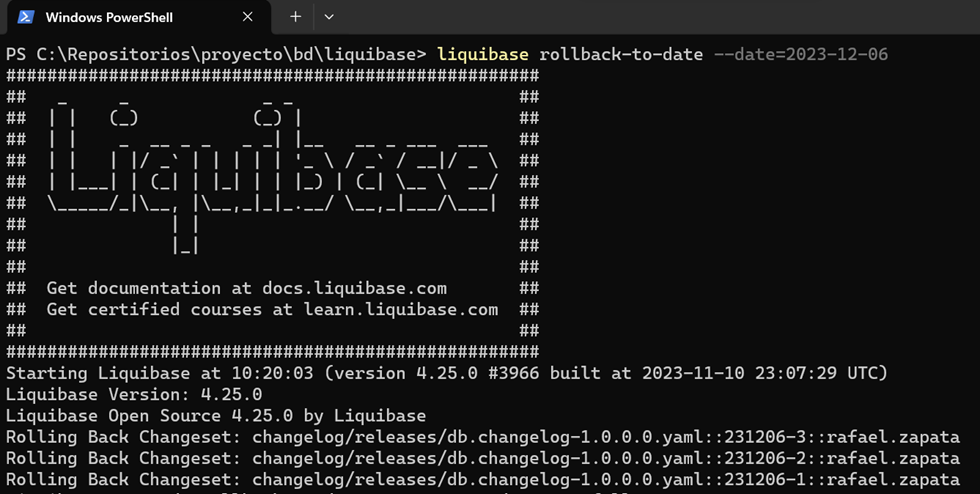 Windows PowerShell
PS C:\Repositorios\proyecto\bd\liquibase> liquibase rollback-to-date --date=2023-12-06
####################################################
##   _     _             _ _                      ##
##  | |   (_)           (_) |                     ##
##  | |    _  __ _ _   _ _| |__   __ _ ___  ___   ##
##  | |   | |/ _` | | | | | '_ \ / _` / __|/ _ \  ##
##  | |___| | (_| | |_| | | |_) | (_| \__ \  __/  ##
##  \_____/_|\__, |\__,_|_|_.__/ \__,_|___/\___|  ##
##              | |                               ##
##              |_|                               ##
##                                                ##
##  Get documentation at docs.liquibase.com       ##
##  Get certified courses at learn.liquibase.com  ##
##                                                ##
####################################################
Starting Liquibase at 10:20:03 (version 4.25.0 #3966 built at 2023-11-10 23:07:29 UTC)
Liquibase Version: 4.25.0
Liquibase Open Source 4.25.0 by Liquibase
Rolling Back Changeset: changelog/releases/db.changelog-1.0.0.0.yaml::231206-3::rafael.zapata
Rolling Back Changeset: changelog/releases/db.changelog-1.0.0.0.yaml::231206-2::rafael.zapata
Rolling Back Changeset: changelog/releases/db.changelog-1.0.0.0.yaml::231206-1::rafael.zapata